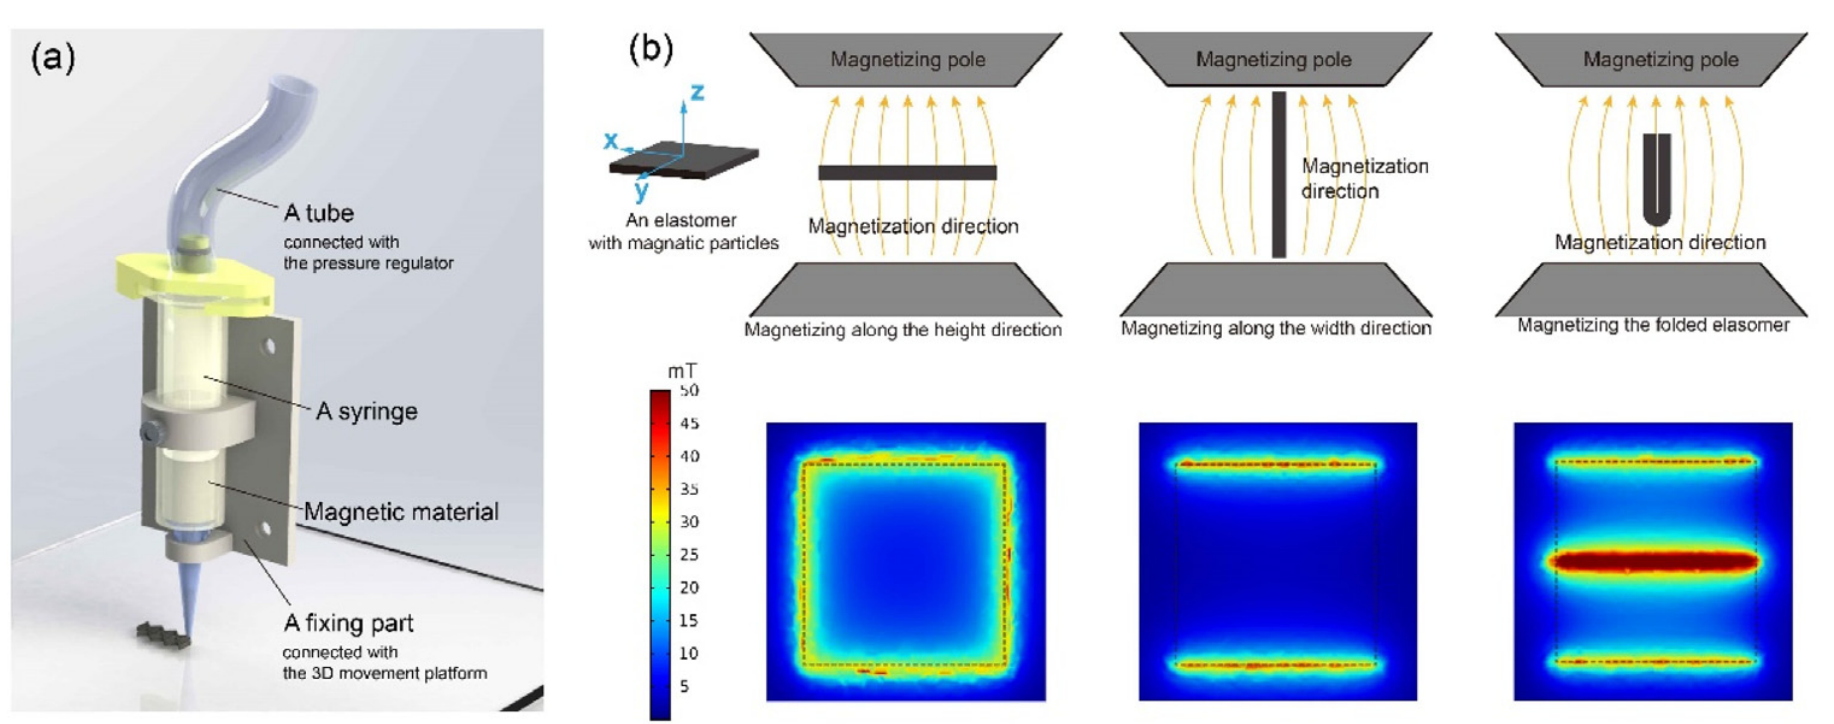 (a)
A tube
connected with
the pressure regulator
A syringe
Magnetic material
A fixing part
connected with
the 3D movement platform
(b)
z
x
y
An elastomer
with magnatic particles
Magnetizing pole
Magnetization direction
Magnetizing along the height direction
Magnetizing pole
Magnetization
direction
Magnetizing along the width direction
Magnetizing pole
Magnetization direction
Magnetizing the folded elasomer
mT
50
45
40
35
30
25
20
15
10
5